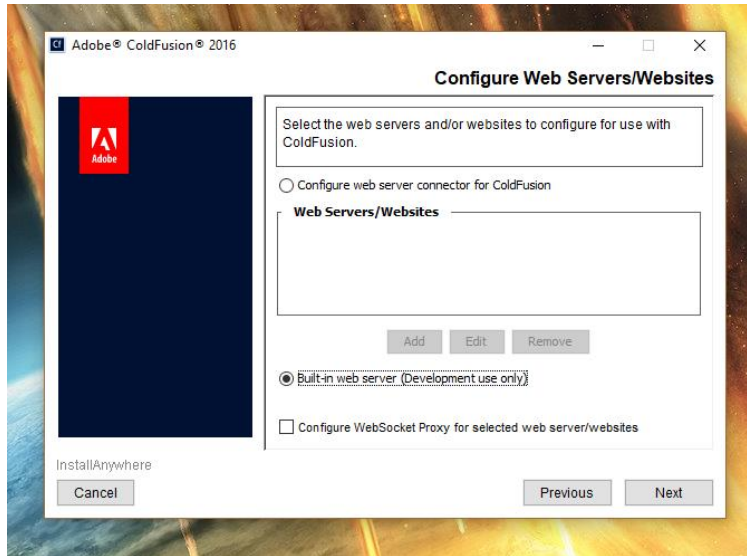 Cf Adobe® ColdFusion® 2016
Configure Web Servers/Websites
Adobe
Select the web servers and/or websites to configure for use with
ColdFusion.
Configure web server connector for ColdFusion
Web Servers/Websites
Add Edit Remove
Built-in web server (Development use only)
Configure WebSocket Proxy for selected web server/websites
InstallAnywhere
Cancel Previous Next